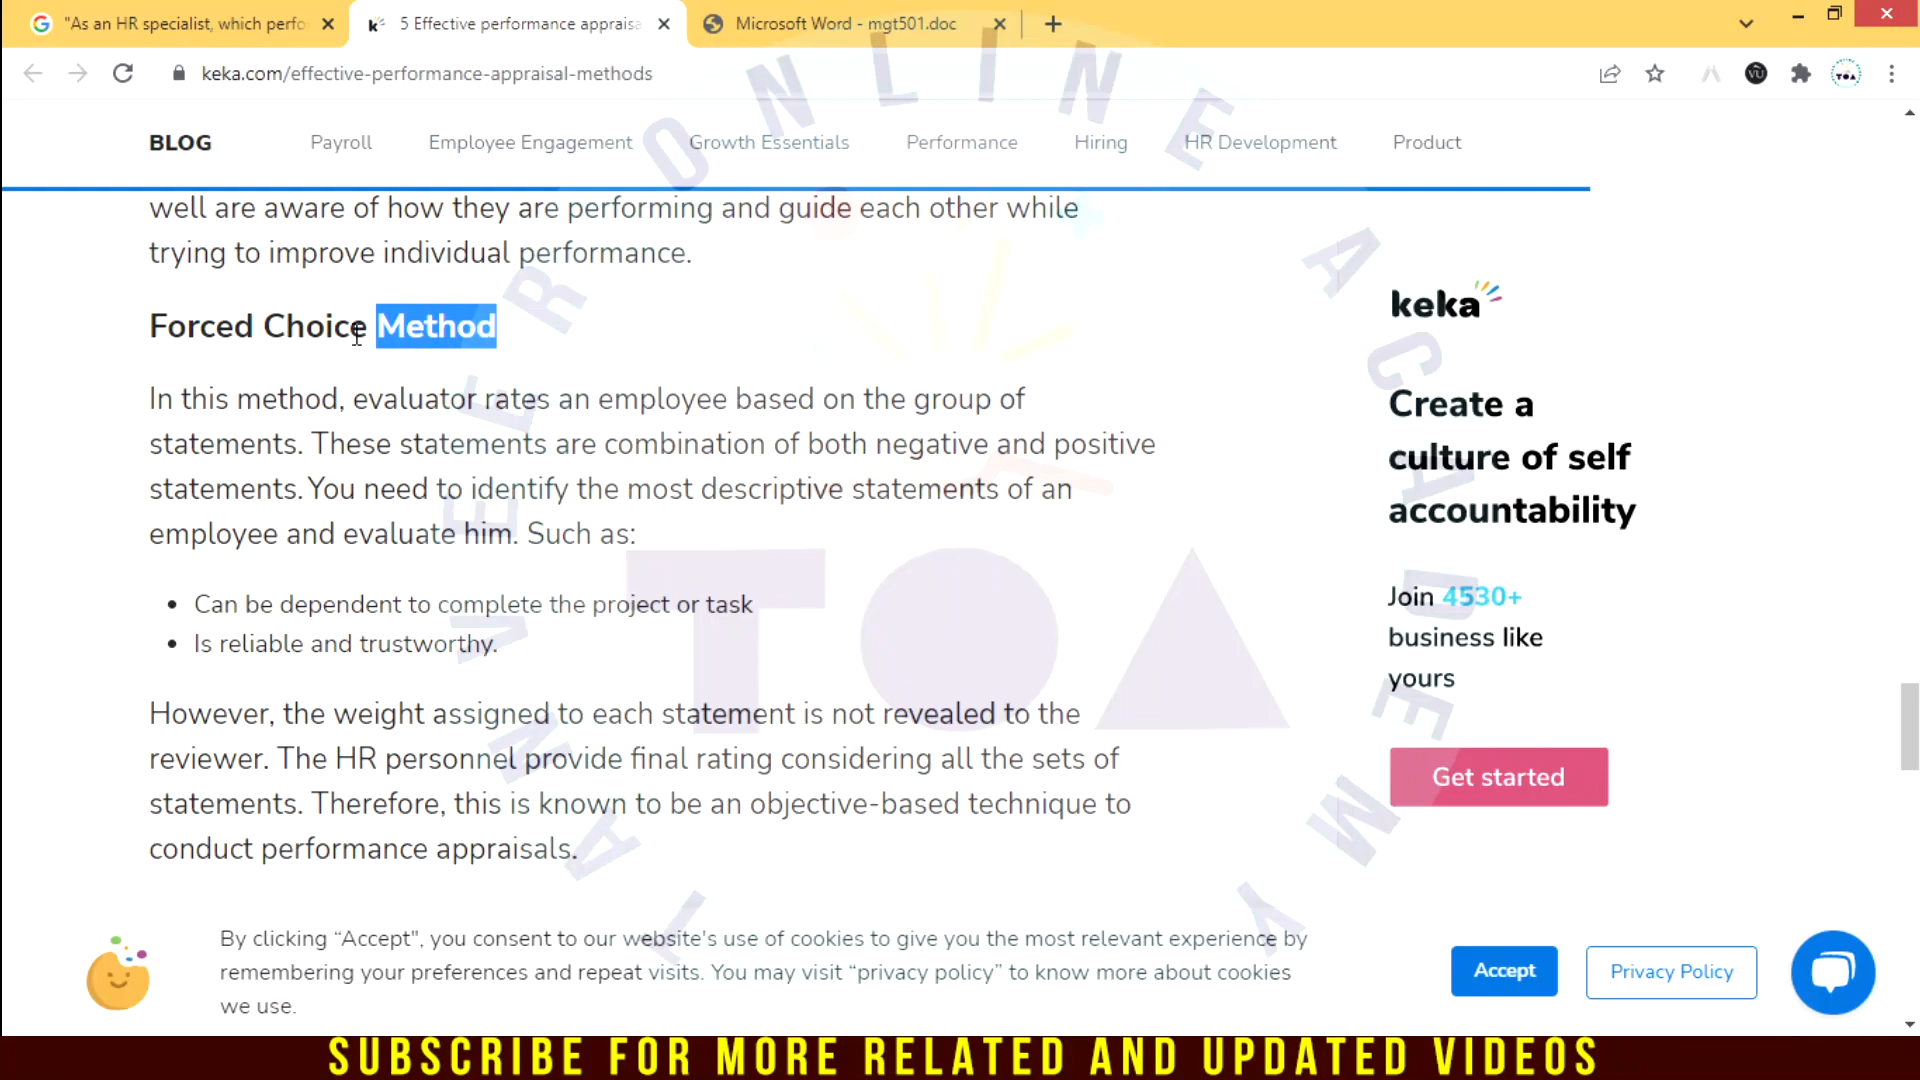 "As an HR specialist, which perfo
5 Effective performance appraisa
Microsoft Word - mgt501.doc
keka.com/effective-performance-appraisal-methods
VU
TOA
BLOG
Payroll
Employee Engagement
Growth Essentials
Performance
Hiring
HR Development
Product
well are aware of how they are performing and guide each other while
trying to improve individual performance.
Forced Choice Method
In this method, evaluator rates an employee based on the group of
statements. These statements are combination of both negative and positive
statements. You need to identify the most descriptive statements of an
employee and evaluate him. Such as:
• Can be dependent to complete the project or task
• Is reliable and trustworthy.
However, the weight assigned to each statement is not revealed to the
reviewer. The HR personnel provide final rating considering all the sets of
statements. Therefore, this is known to be an objective-based technique to
conduct performance appraisals.
keka
Create a
culture of self
accountability
Join 4530+
business like
yours
Get started
TANVEER ONLINE ACADEMY
TOA
By clicking “Accept", you consent to our website's use of cookies to give you the most relevant experience by
remembering your preferences and repeat visits. You may visit “privacy policy” to know more about cookies
we use.
Accept
Privacy Policy
SUBSCRIBE FOR MORE RELATED AND UPDATED VIDEOS